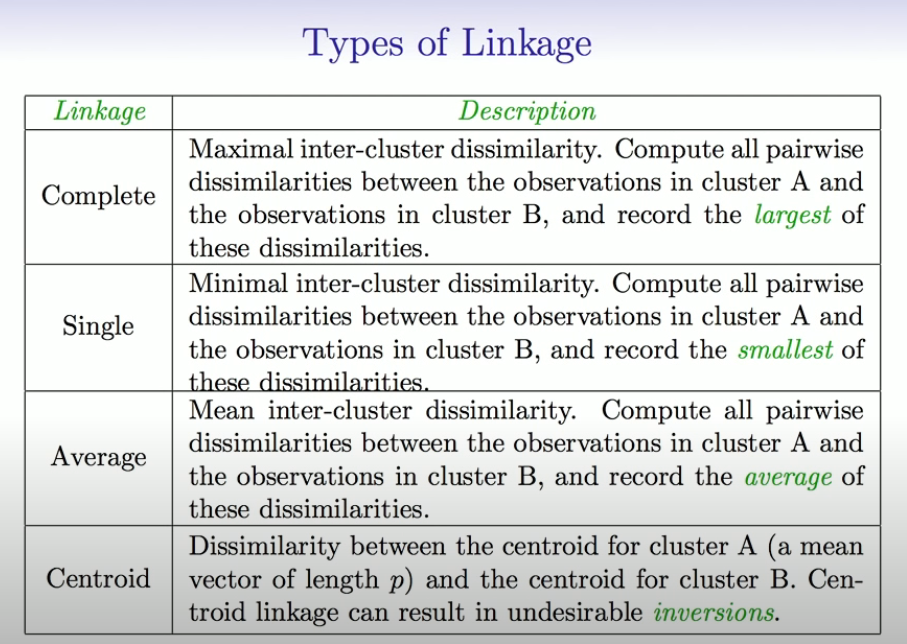 Types of Linkage
Linkage
Description
Complete
Maximal inter-cluster dissimilarity. Compute all pairwise
dissimilarities between the observations in cluster A and
the observations in cluster B, and record the largest of
these dissimilarities.
Single
Minimal inter-cluster dissimilarity. Compute all pairwise
dissimilarities between the observations in cluster A and
the observations in cluster B, and record the smallest of
these dissimilarities.
Average
Mean inter-cluster dissimilarity. Compute all pairwise
dissimilarities between the observations in cluster A and
the observations in cluster B, and record the average of
these dissimilarities.
Centroid
Dissimilarity between the centroid for cluster A (a mean
vector of length p) and the centroid for cluster B. Cen-
troid linkage can result in undesirable inversions.